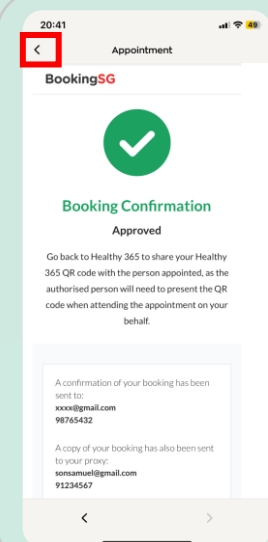 20:41
49
Appointment
BookingSG
Booking Confirmation
Approved
Go back to Healthy 365 to share your Healthy
365 QR code with the person appointed, as the
authorised person will need to present the QR
code when attending the appointment on your
behalf.
A confirmation of your booking has been
sent to:
xxxx@gmail.com
98765432
A copy of your booking has also been sent
to your proxy:
sonsamuel@gmail.com
91234567